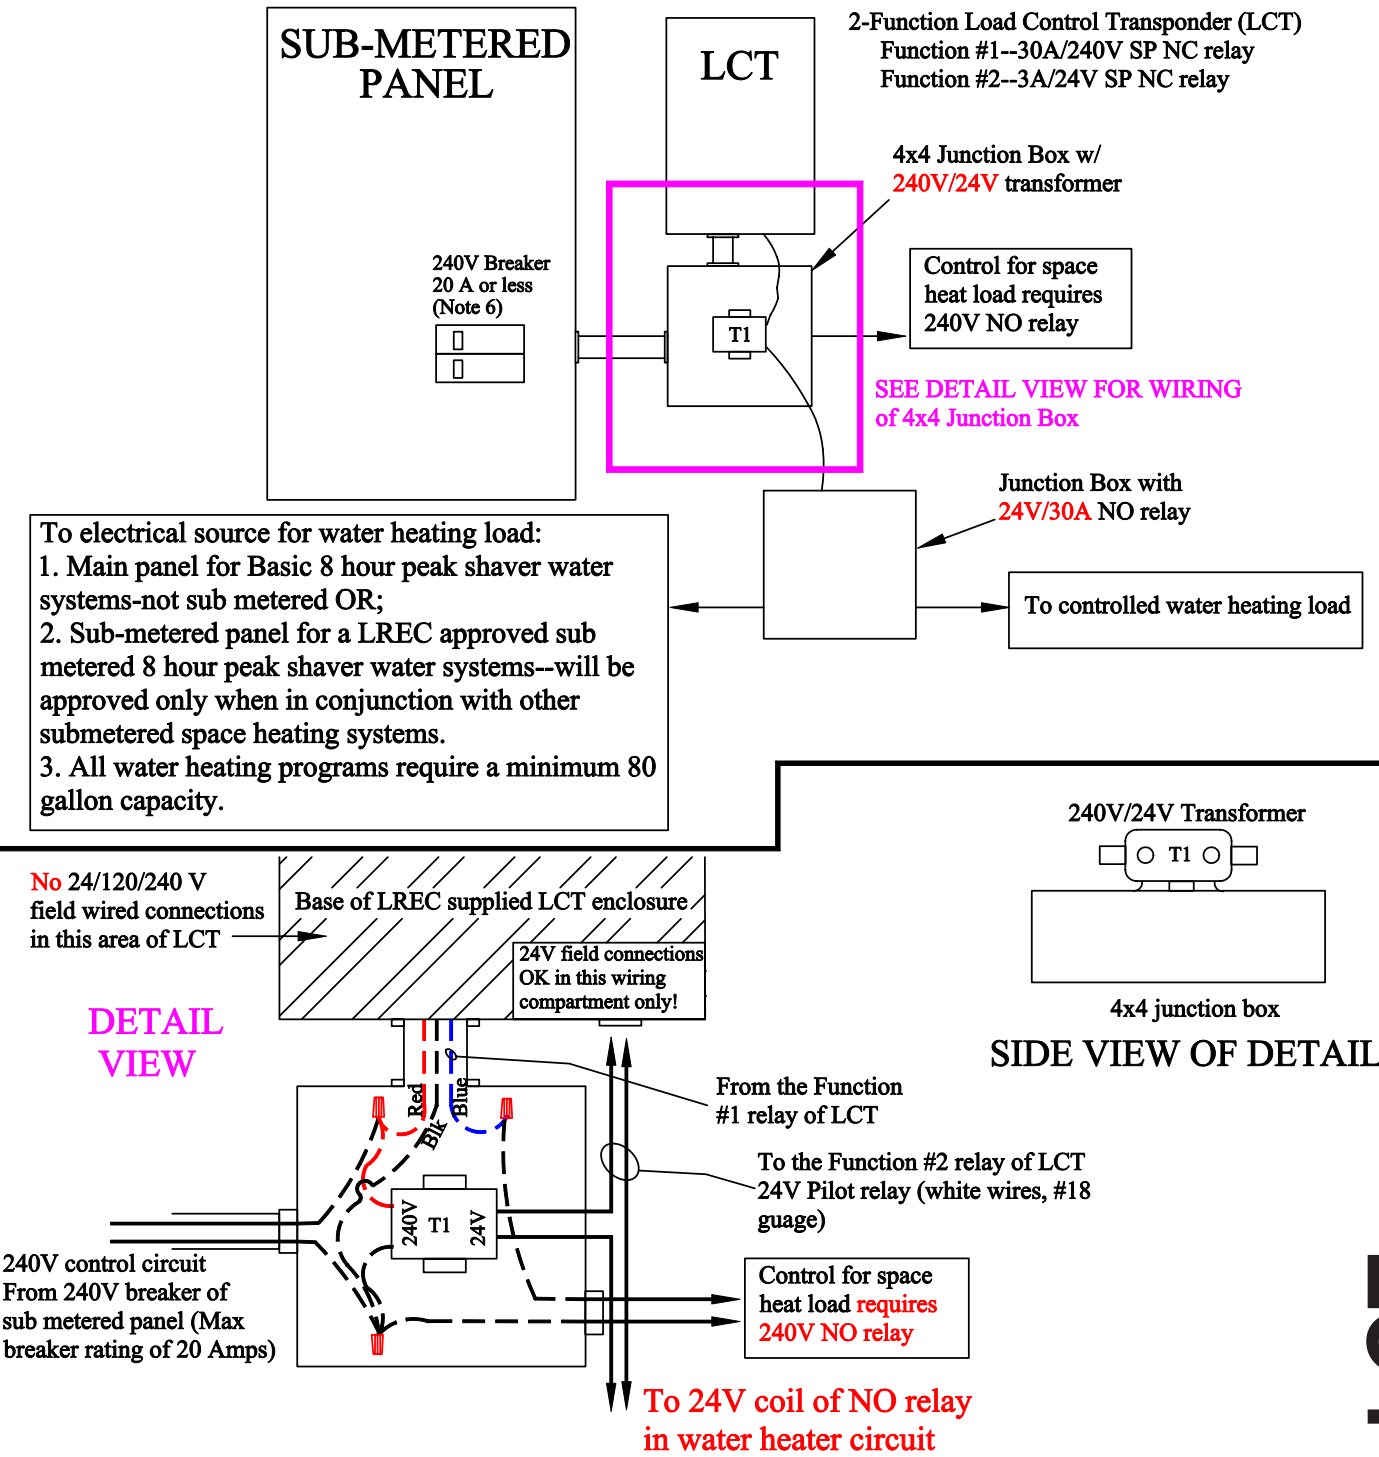 SUB-METERED
PANEL
LCT
2-Function Load Control Transponder (LCT)
Function #1--30A/240V SP NC relay
Function #2--3A/24V SP NC relay
4x4 Junction Box w/
240V/24V transformer
240V Breaker
20 A or less
(Note 6)
T1
Control for space
heat load requires
240V NO relay
SEE DETAIL VIEW FOR WIRING
of 4x4 Junction Box
Junction Box with
24V/30A NO relay
To controlled water heating load
To electrical source for water heating load:
1. Main panel for Basic 8 hour peak shaver water
systems-not sub metered OR;
2. Sub-metered panel for a LREC approved sub
metered 8 hour peak shaver water systems--will be
approved only when in conjunction with other
submetered space heating systems.
3. All water heating programs require a minimum 80
gallon capacity.
240V/24V Transformer
T1
4x4 junction box
SIDE VIEW OF DETAIL
No 24/120/240 V
field wired connections
in this area of LCT
Base of LREC supplied LCT enclosure
24V field connections
OK in this wiring
compartment only!
DETAIL
VIEW
Red
Blk
Blue
From the Function
#1 relay of LCT
To the Function #2 relay of LCT
24V Pilot relay (white wires, #18
guage)
240V
T1
24V
240V control circuit
From 240V breaker of
sub metered panel (Max
breaker rating of 20 Amps)
Control for space
heat load requires
240V NO relay
To 24V coil of NO relay
in water heater circuit